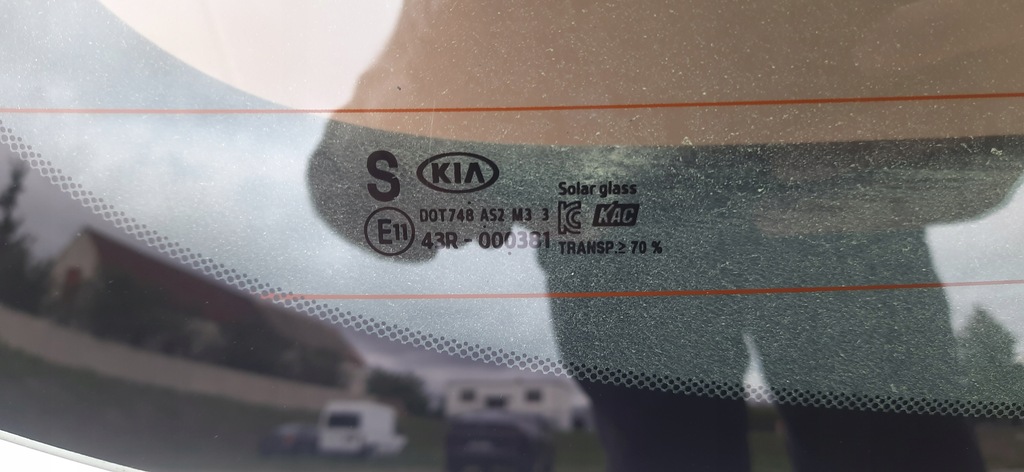 S KIA
E11 DOT748 AS2 M3 3
43R - 000381
Solar glass
KC KAC
TRANSP.≥ 70 %